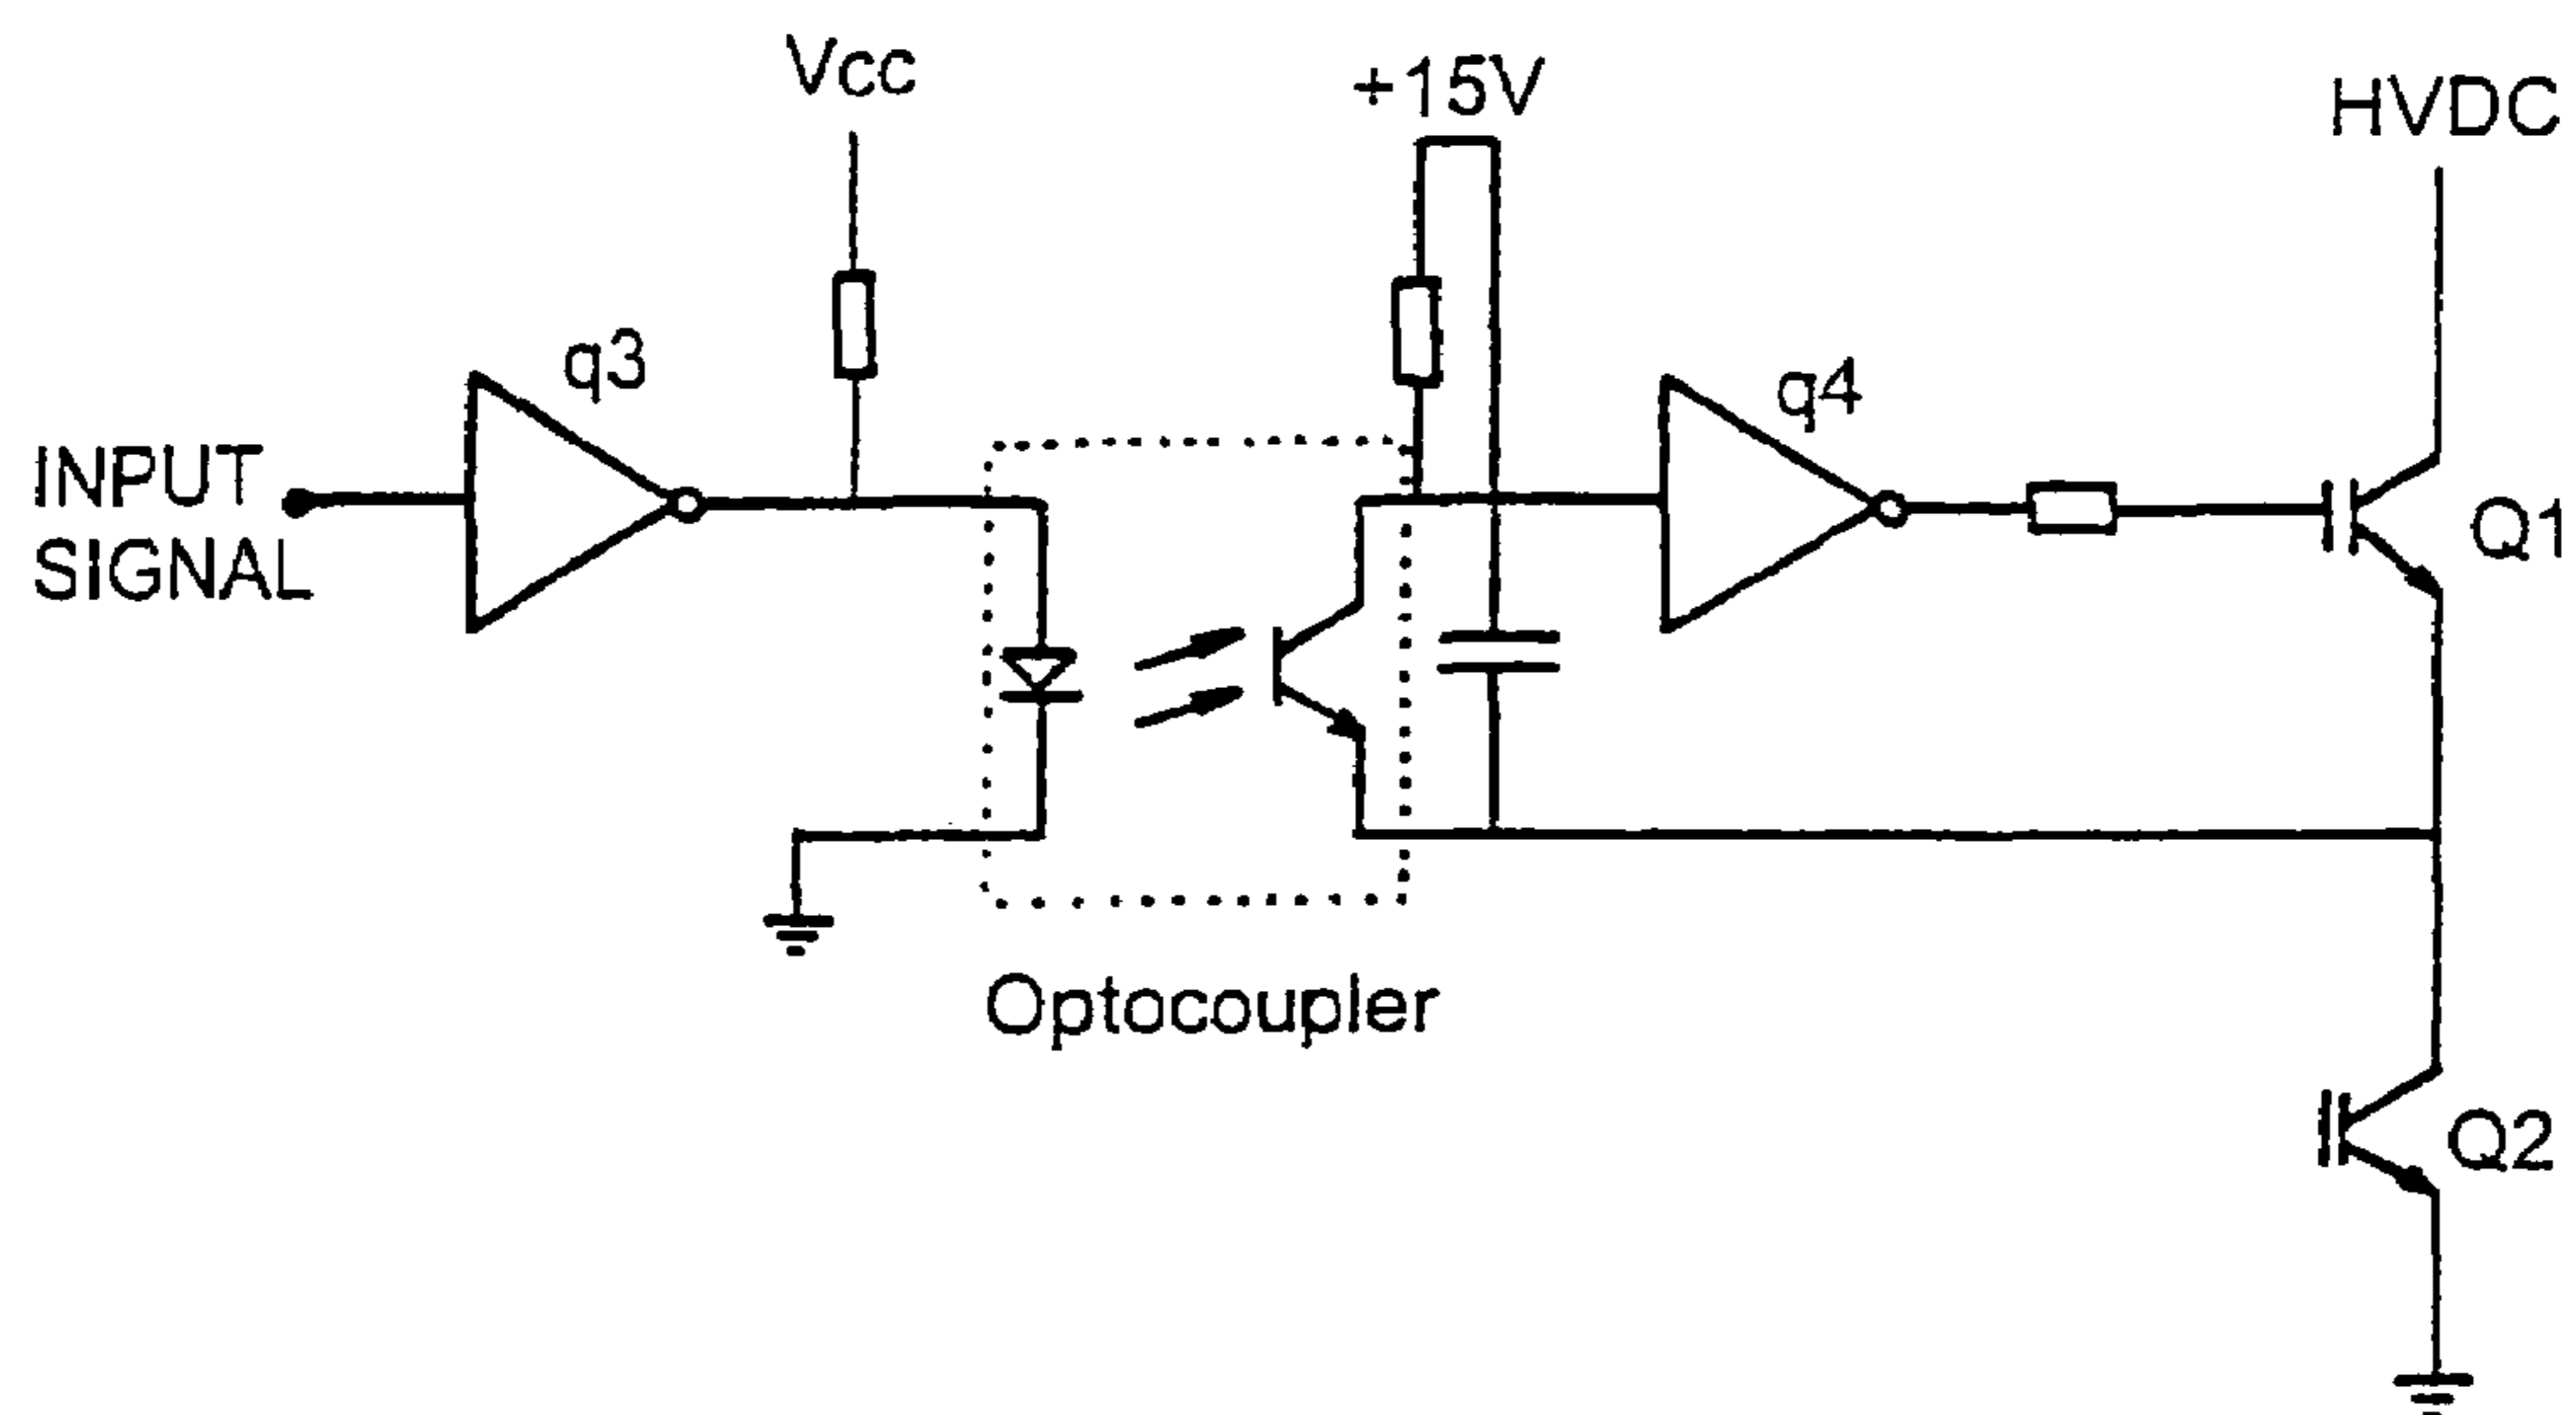 Vcc
+15V
HVDC
q3
q4
INPUT
SIGNAL
Q1
Optocoupler
Q2